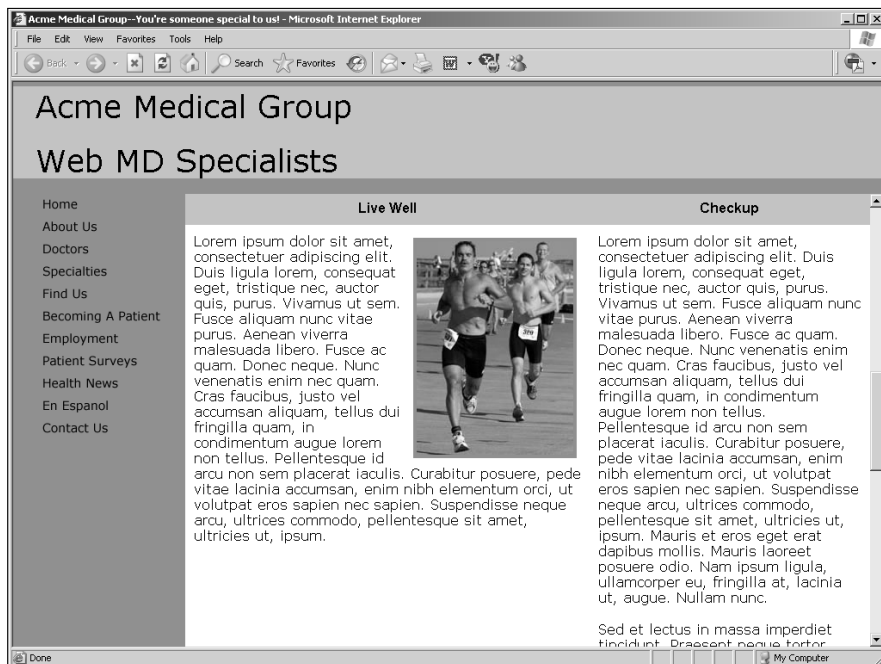 Acme Medical Group--You're someone special to us! - Microsoft Internet Explorer
File Edit View Favorites Tools Help
Back Search Favorites
Acme Medical Group
Web MD Specialists
Home
About Us
Doctors
Specialties
Find Us
Becoming A Patient
Employment
Patient Surveys
Health News
En Espanol
Contact Us
Live Well
Lorem ipsum dolor sit amet,
consectetuer adipiscing elit.
Duis ligula lorem, consequat
eget, tristique nec, auctor
quis, purus. Vivamus ut sem.
Fusce aliquam nunc vitae
purus. Aenean viverra
malesuada libero. Fusce ac
quam. Donec neque. Nunc
venenatis enim nec quam.
Cras faucibus, justo vel
accumsan aliquam, tellus dui
fringilla quam, in
condimentum augue lorem
non tellus. Pellentesque id
arcu non sem placerat iaculis. Curabitur posuere, pede
vitae lacinia accumsan, enim nibh elementum orci, ut
volutpat eros sapien nec sapien. Suspendisse neque
arcu, ultrices commodo, pellentesque sit amet,
ultricies ut, ipsum.
Checkup
Lorem ipsum dolor sit amet,
consectetuer adipiscing elit. Duis
ligula lorem, consequat eget,
tristique nec, auctor quis, purus.
Vivamus ut sem. Fusce aliquam nunc
vitae purus. Aenean viverra
malesuada libero. Fusce ac quam.
Donec neque. Nunc venenatis enim
nec quam. Cras faucibus, justo vel
accumsan aliquam, tellus dui
fringilla quam, in condimentum
augue lorem non tellus.
Pellentesque id arcu non sem
placerat iaculis. Curabitur posuere,
pede vitae lacinia accumsan, enim
nibh elementum orci, ut volutpat
eros sapien nec sapien. Suspendisse
neque arcu, ultrices commodo,
pellentesque sit amet, ultricies ut,
ipsum. Mauris et eros eget erat
dapibus mollis. Mauris laoreet
posuere odio. Nam ipsum ligula,
ullamcorper eu, fringilla at, lacinia
ut, augue. Nullam nunc.
Sed et lectus in massa imperdiet
tincidunt. Praesent neque tortor
Done
My Computer